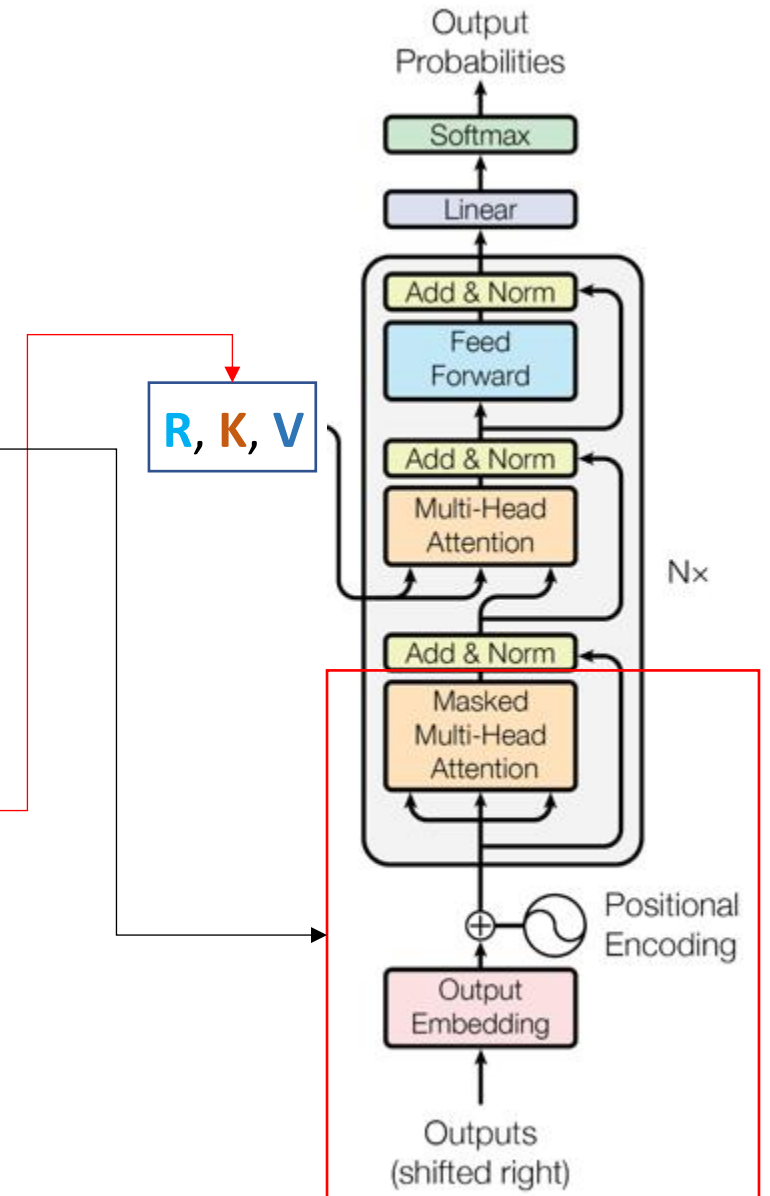 Output
Probabilities
Softmax
Linear
Add & Norm
Feed
Forward
R, K, V
Add & Norm
Multi-Head
Attention
N×
Add & Norm
Masked
Multi-Head
Attention
Positional
Encoding
Output
Embedding
Outputs
(shifted right)